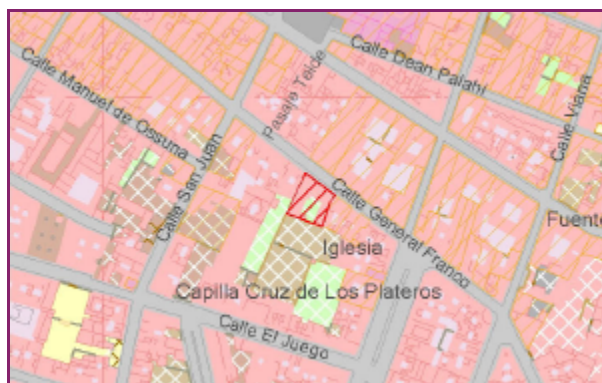 Calle Dean Palahí
Calle Manuel de Ossuna
Pasaje Teide
Calle Viana
Calle San Juan
Calle General Franco
Fuente
Iglesia
Capilla Cruz de Los Plateros
Calle El Juego